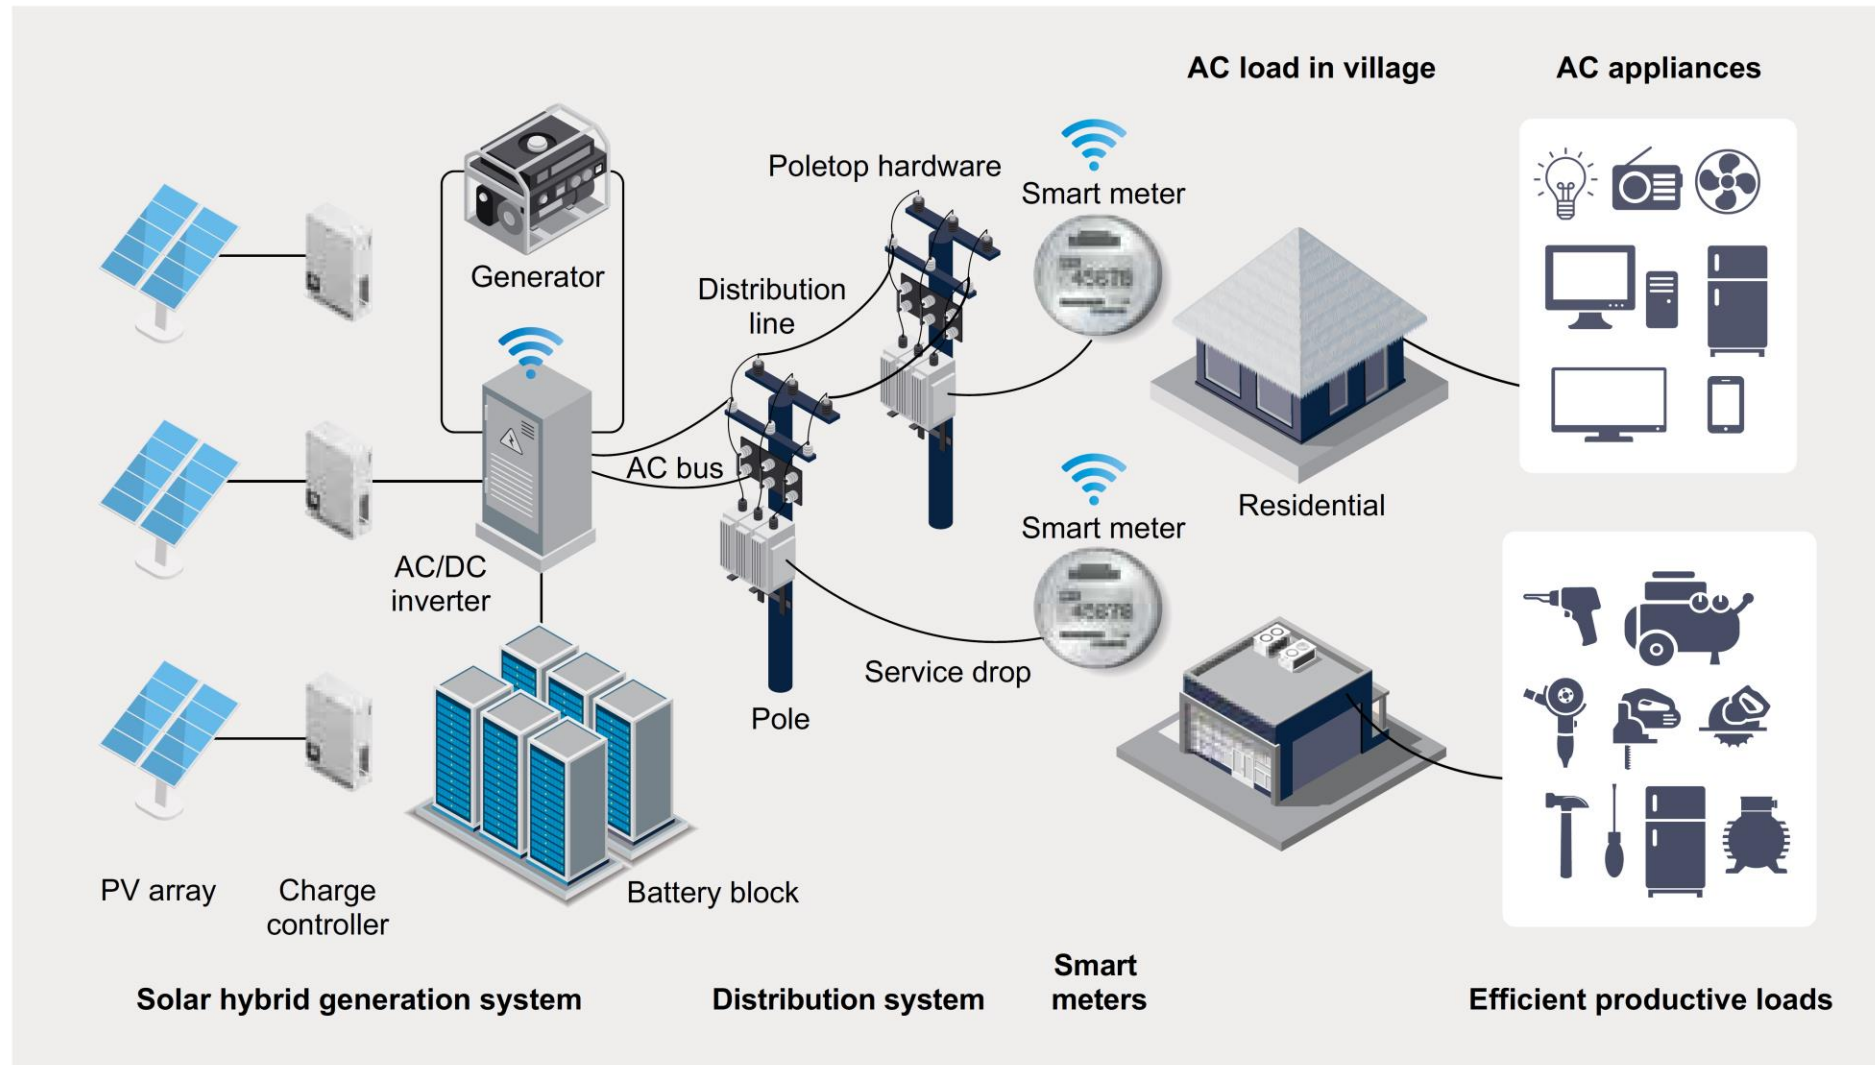 AC load in village
AC appliances
Poletop hardware
Smart meter
Generator
Distribution
line
AC bus
Residential
Smart meter
AC/DC
inverter
Service drop
Pole
PV array
Charge
controller
Battery block
Solar hybrid generation system
Distribution system
Smart
meters
Efficient productive loads